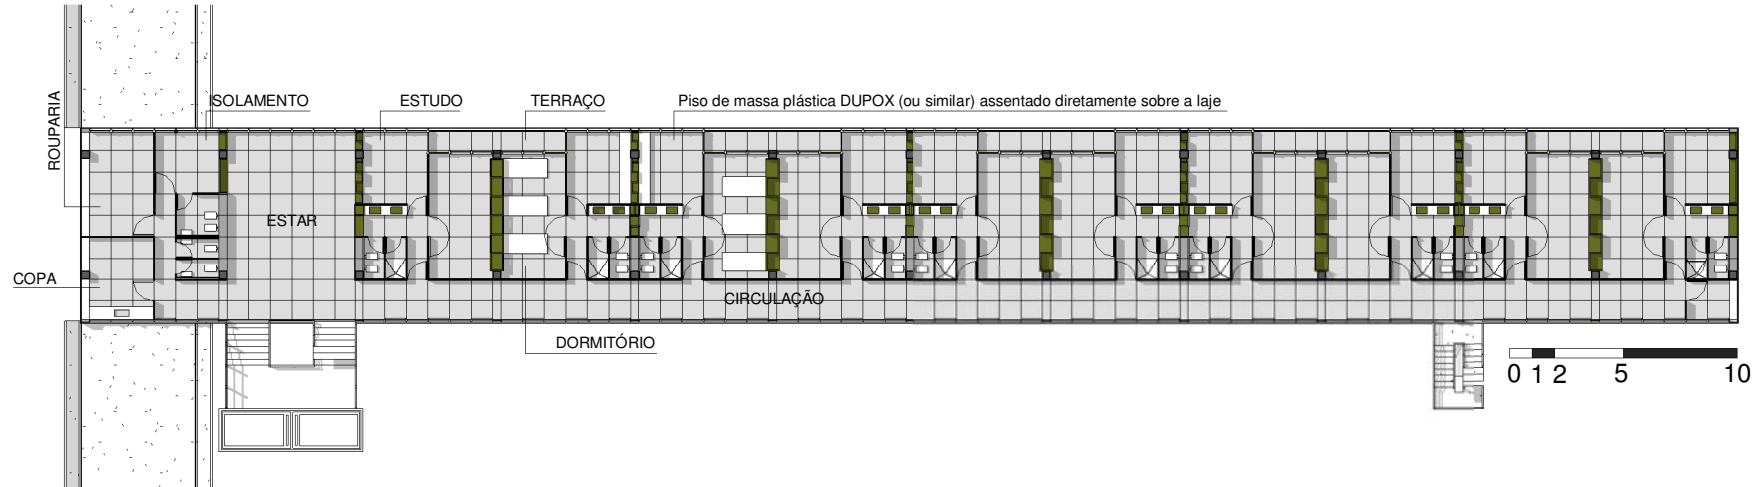 ROUPARIA
ISOLAMENTO
ESTUDO
TERRAÇO
Piso de massa plástica DUPOX (ou similar) assentado diretamente sobre a laje
ESTAR
COPA
CIRCULAÇÃO
DORMITÓRIO
0 1 2 5 10